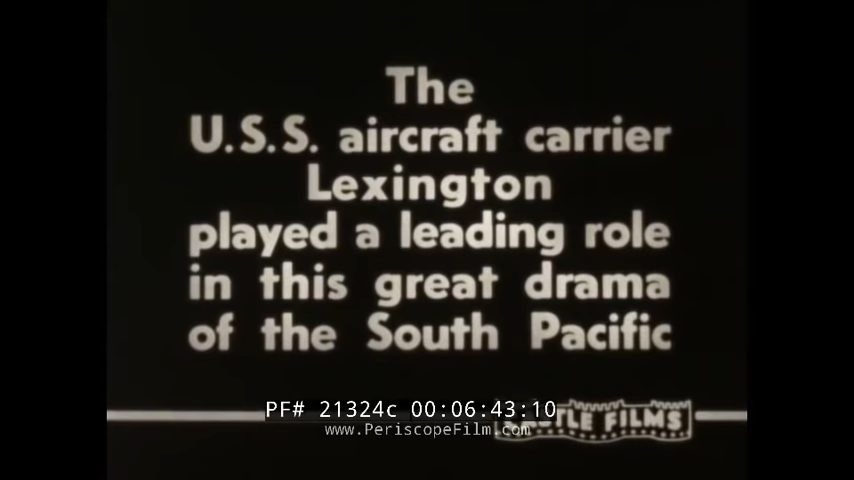 The
U.S.S. aircraft carrier
Lexington
played a leading role
in this great drama
of the South Pacific
PF# 21324c 00:06:43:10
www.PeriscopeFilm.com
FILMS